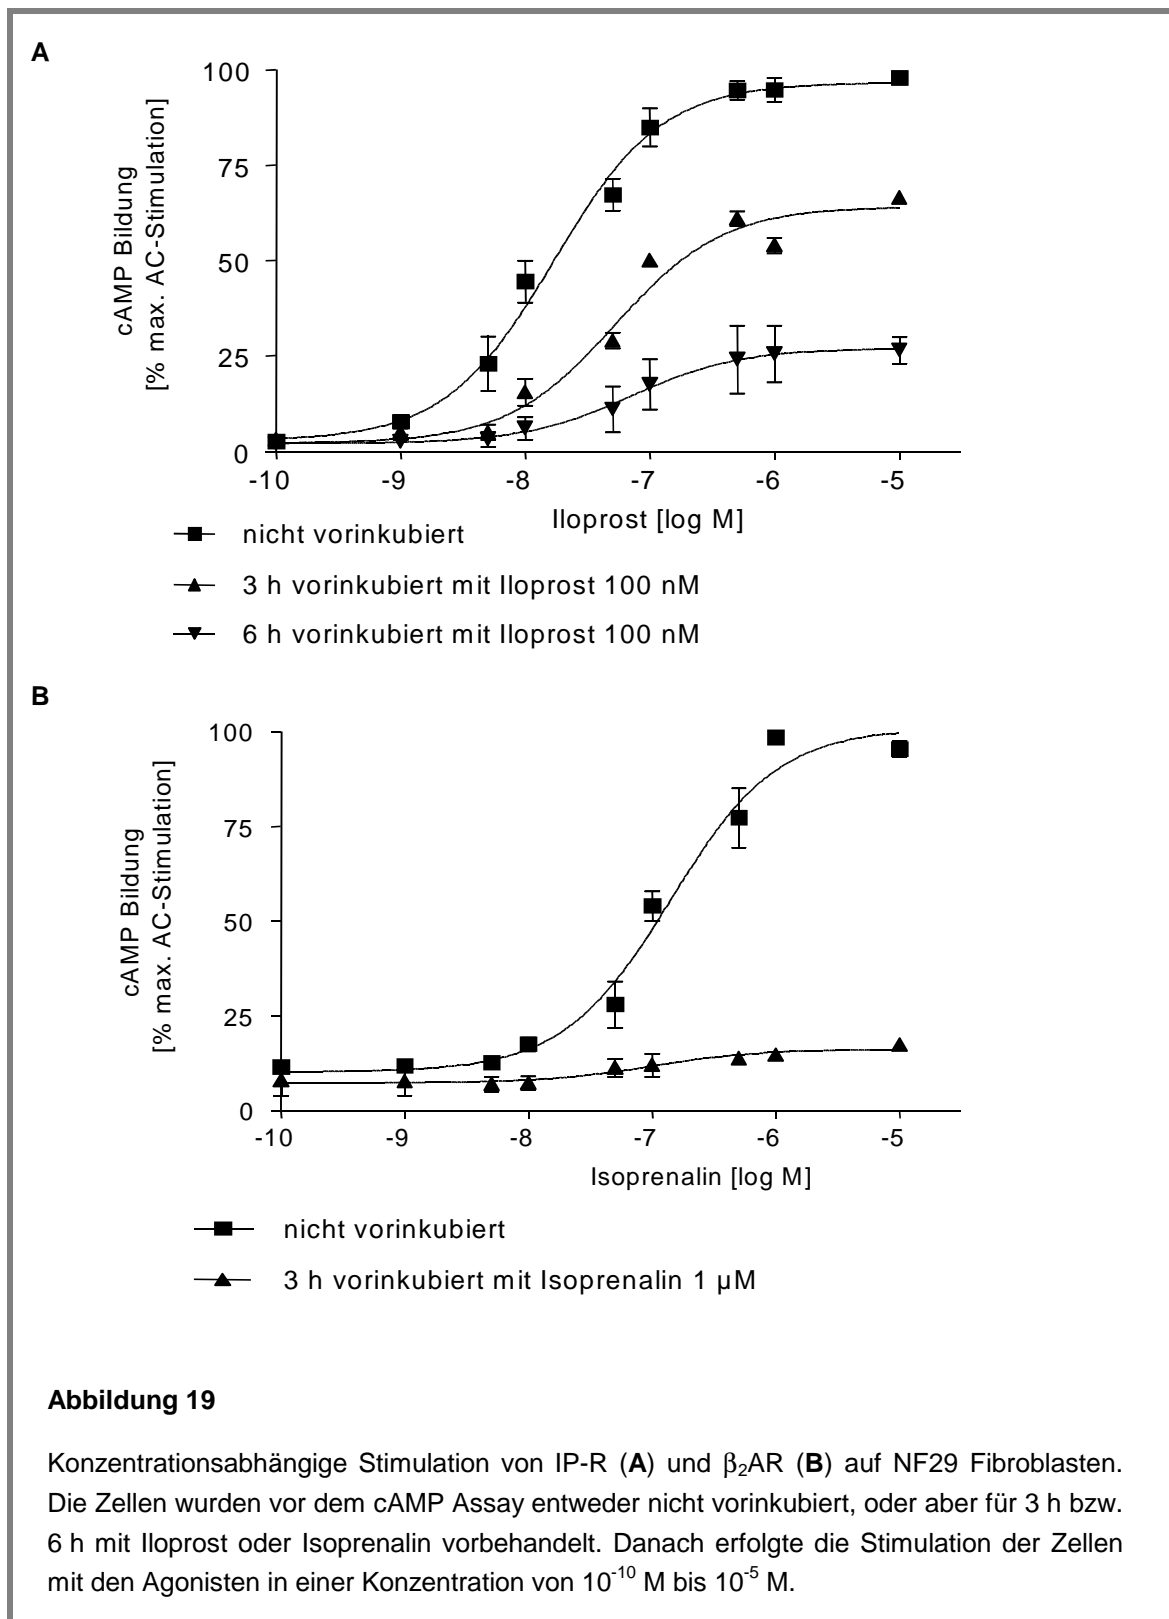 A
cAMP Bildung
[% max. AC-Stimulation]
100
75
50
25
0
-10 -9 -8 -7 -6 -5
Iloprost [log M]
nicht vorinkubiert
3 h vorinkubiert mit Iloprost 100 nM
6 h vorinkubiert mit Iloprost 100 nM
B
cAMP Bildung
[% max. AC-Stimulation]
100
75
50
25
0
-10 -9 -8 -7 -6 -5
Isoprenalin [log M]
nicht vorinkubiert
3 h vorinkubiert mit Isoprenalin 1 µM
Abbildung 19
Konzentrationsabhängige Stimulation von IP-R (A) und β₂AR (B) auf NF29 Fibroblasten.
Die Zellen wurden vor dem cAMP Assay entweder nicht vorinkubiert, oder aber für 3 h bzw.
6 h mit Iloprost oder Isoprenalin vorbehandelt. Danach erfolgte die Stimulation der Zellen
mit den Agonisten in einer Konzentration von 10⁻¹⁰ M bis 10⁻⁵ M.